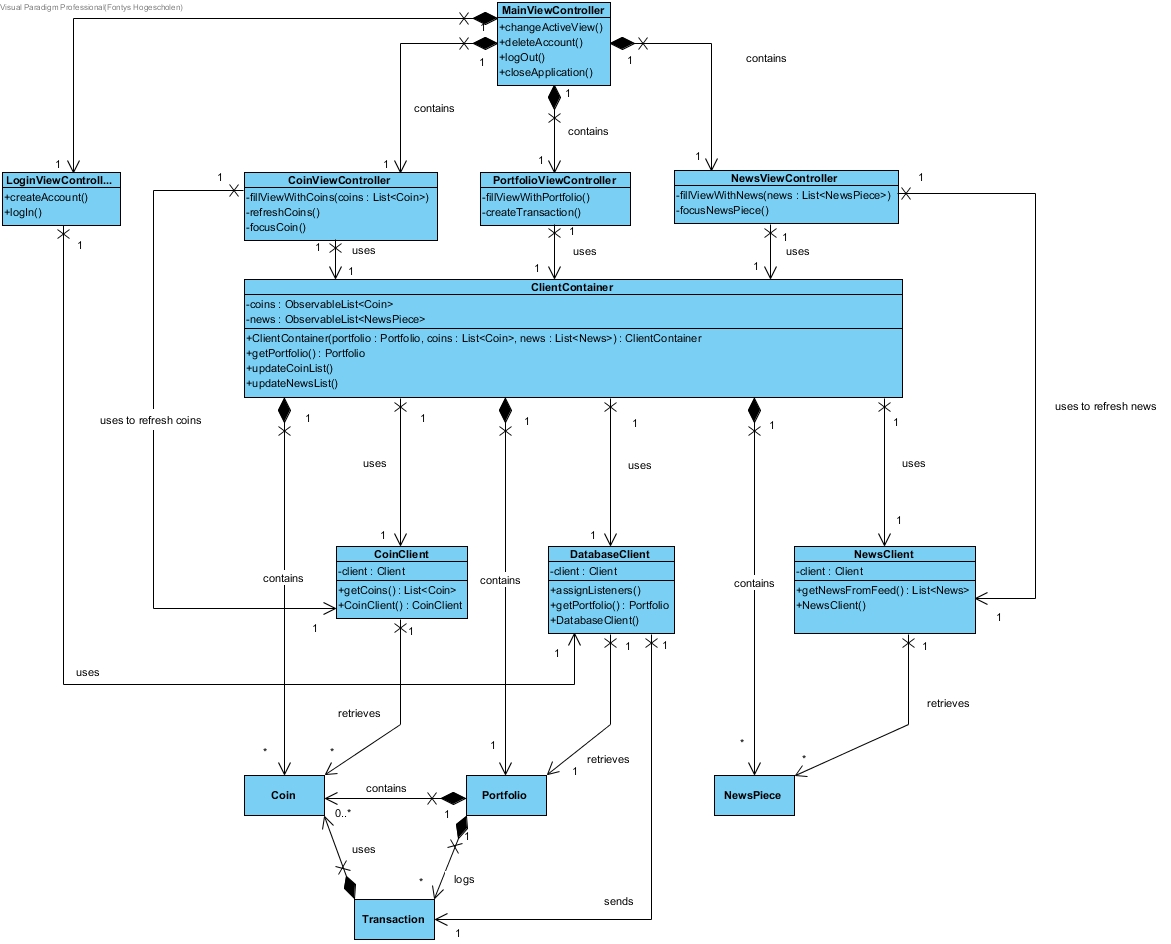 Visual Paradigm Professional(Fontys Hogescholen)
MainViewController
+changeActiveView()
+deleteAccount()
+logOut()
+closeApplication()
1
1
1
1
contains
contains
contains
1
1
1
1
LoginViewControll...
+createAccount()
+logIn()
1
1
CoinViewController
-fillViewWithCoins(coins : List<Coin>)
-refreshCoins()
-focusCoin()
PortfolioViewController
-fillViewWithPortfolio()
-createTransaction()
NewsViewController
-fillViewWithNews(news : List<NewsPiece>)
-focusNewsPiece()
1
1
uses
1
1
uses
1
1
uses
1
ClientContainer
-coins : ObservableList<Coin>
-news : ObservableList<NewsPiece>
+ClientContainer(portfolio : Portfolio, coins : List<Coin>, news : List<News>) : ClientContainer
+getPortfolio() : Portfolio
+updateCoinList()
+updateNewsList()
uses to refresh coins
uses to refresh news
1
1
1
1
1
1
uses
uses
uses
1
1
1
contains
contains
contains
CoinClient
-client : Client
+getCoins() : List<Coin>
+CoinClient() : CoinClient
1
1
DatabaseClient
-client : Client
+assignListeners()
+getPortfolio() : Portfolio
+DatabaseClient()
1
1
1
NewsClient
-client : Client
+getNewsFromFeed() : List<News>
+NewsClient()
1
1
uses
retrieves
retrieves
retrieves
*
*
1
1
*
*
Coin
contains
0..*
1
Portfolio
1
NewsPiece
uses
logs
*
sends
Transaction
1